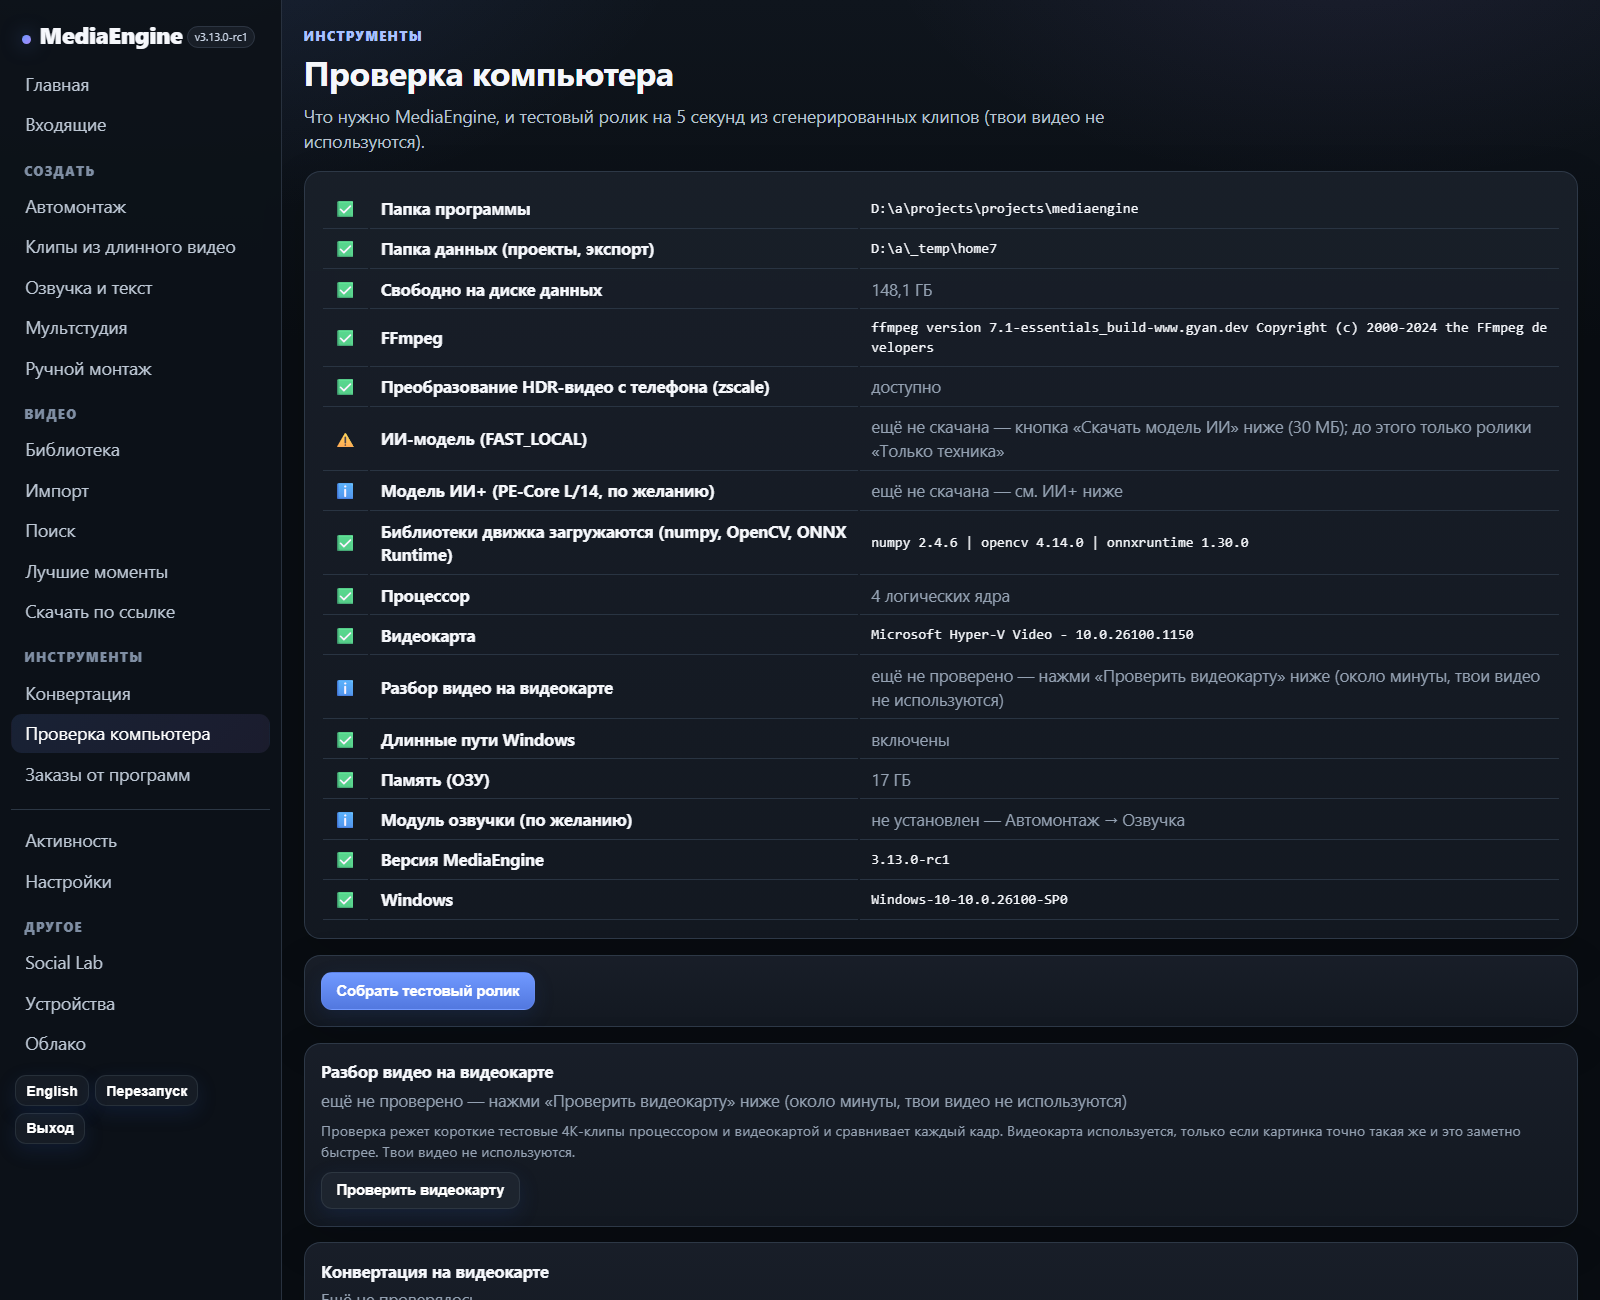 MediaEngine v3.13.0-rc1
Главная
Входящие
СОЗДАТЬ
Автомонтаж
Клипы из длинного видео
Озвучка и текст
Мультстудия
Ручной монтаж
ВИДЕО
Библиотека
Импорт
Поиск
Лучшие моменты
Скачать по ссылке
ИНСТРУМЕНТЫ
Конвертация
Проверка компьютера
Заказы от программ
Активность
Настройки
ДРУГОЕ
Social Lab
Устройства
Облако
English Перезапуск
Выход
ИНСТРУМЕНТЫ
Проверка компьютера
Что нужно MediaEngine, и тестовый ролик на 5 секунд из сгенерированных клипов (твои видео не
используются).
Папка программы D:\a\projects\projects\mediaengine
Папка данных (проекты, экспорт) D:\a\_temp\home7
Свободно на диске данных 148,1 ГБ
FFmpeg ffmpeg version 7.1-essentials_build-www.gyan.dev Copyright (c) 2000-2024 the FFmpeg de
velopers
Преобразование HDR-видео с телефона (zscale) доступно
ИИ-модель (FAST_LOCAL) ещё не скачана — кнопка «Скачать модель ИИ» ниже (30 МБ); до этого только ролики
«Только техника»
Модель ИИ+ (PE-Core L/14, по желанию) ещё не скачана — см. ИИ+ ниже
Библиотеки движка загружаются (numpy, OpenCV, ONNX
Runtime) numpy 2.4.6 | opencv 4.14.0 | onnxruntime 1.30.0
Процессор 4 логических ядра
Видеокарта Microsoft Hyper-V Video - 10.0.26100.1150
Разбор видео на видеокарте ещё не проверено — нажми «Проверить видеокарту» ниже (около минуты, твои видео
не используются)
Длинные пути Windows включены
Память (ОЗУ) 17 ГБ
Модуль озвучки (по желанию) не установлен — Автомонтаж → Озвучка
Версия MediaEngine 3.13.0-rc1
Windows Windows-10-10.0.26100-SP0
Собрать тестовый ролик
Разбор видео на видеокарте
ещё не проверено — нажми «Проверить видеокарту» ниже (около минуты, твои видео не используются)
Проверка режет короткие тестовые 4K-клипы процессором и видеокартой и сравнивает каждый кадр. Видеокарта используется, только если картинка точно такая же и это заметно
быстрее. Твои видео не используются.
Проверить видеокарту
Конвертация на видеокарте
Ещё не проверялось